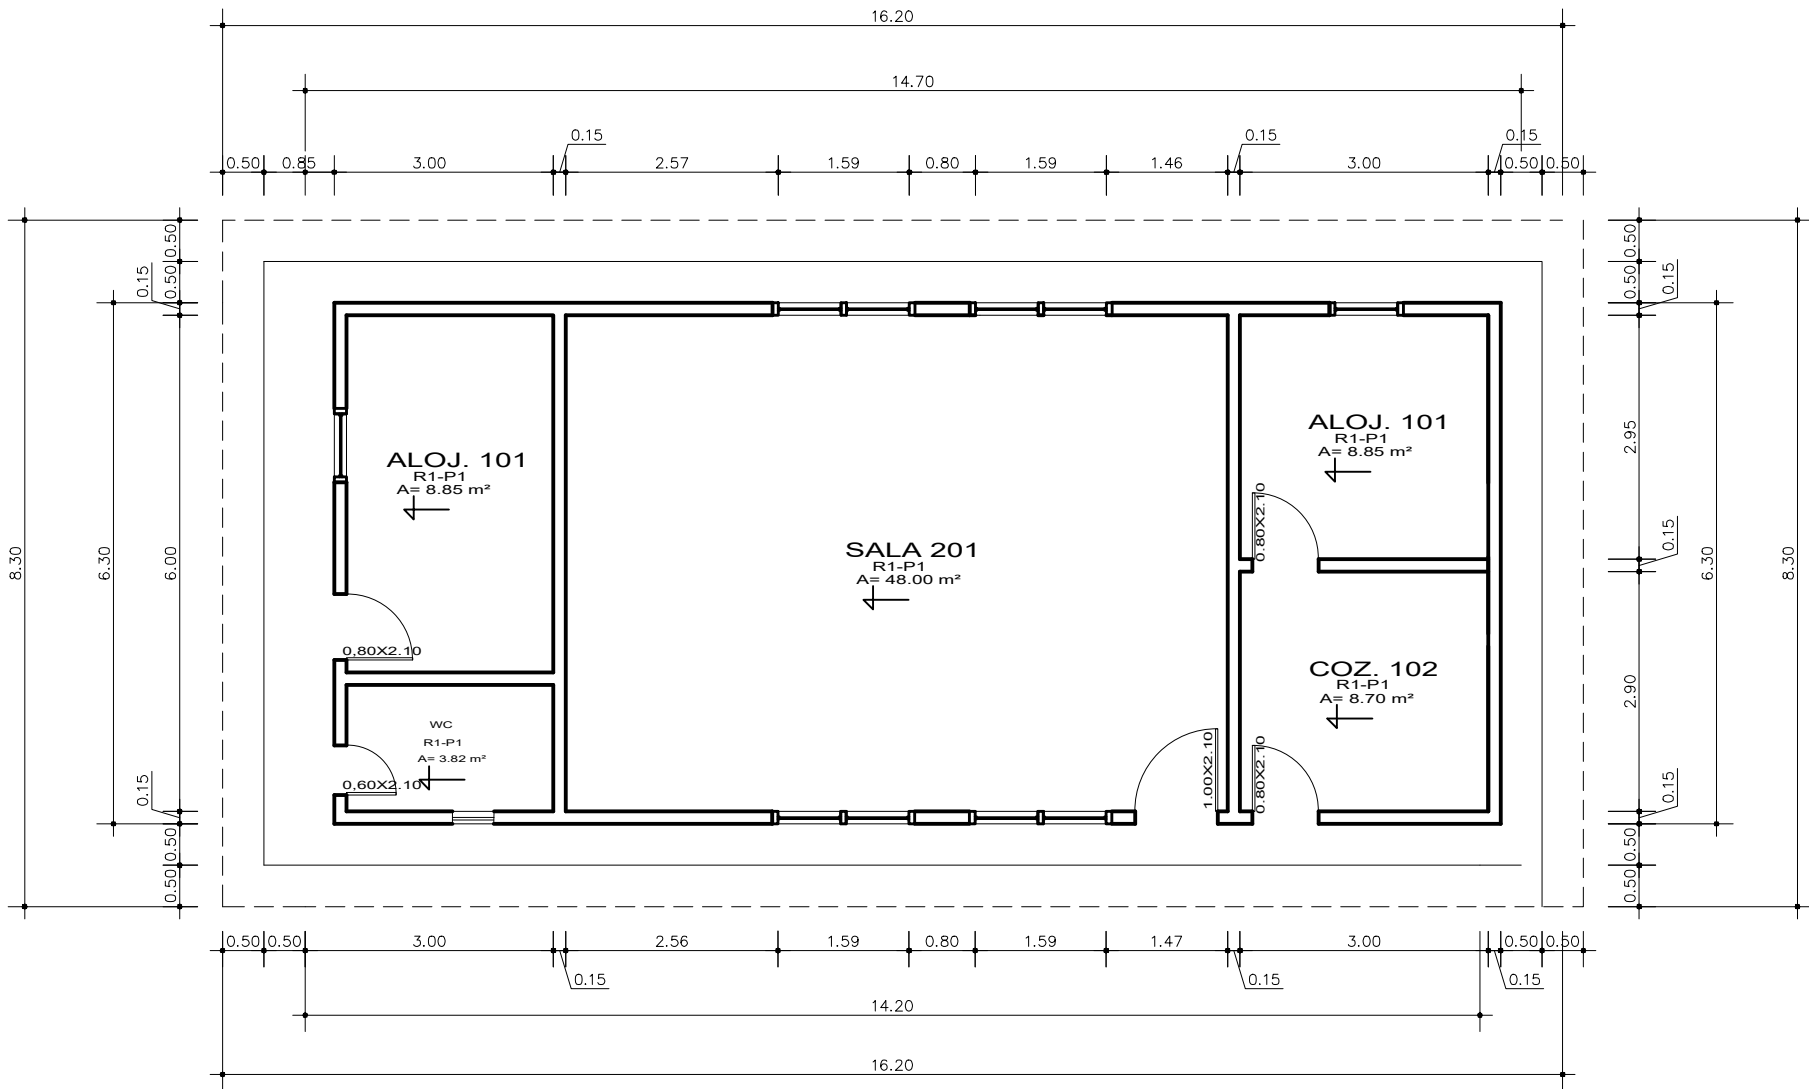 16.20
14.70
0.15 0.15 0.15
0.50 0.85 3.00 2.57 1.59 0.80 1.59 1.46 3.00 0.50 0.50
8.30
6.30
0.50
0.50
0.15
6.00
0.15
0.50
0.50
ALOJ. 101
R1-P1
A= 8.85 m²
0,80X2.10
WC
R1-P1
A= 3.82 m²
0,60X2.10
SALA 201
R1-P1
A= 48.00 m²
1.00X2.10
ALOJ. 101
R1-P1
A= 8.85 m²
0.80X2.10
COZ. 102
R1-P1
A= 8.70 m²
0.80X2.10
0.50
0.50
0.15
2.95
0.15
2.90
0.15
0.50
0.50
6.30
8.30
0.50 0.50 3.00 2.56 1.59 0.80 1.59 1.47 3.00 0.50 0.50
0.15 0.15 0.15
14.20
16.20